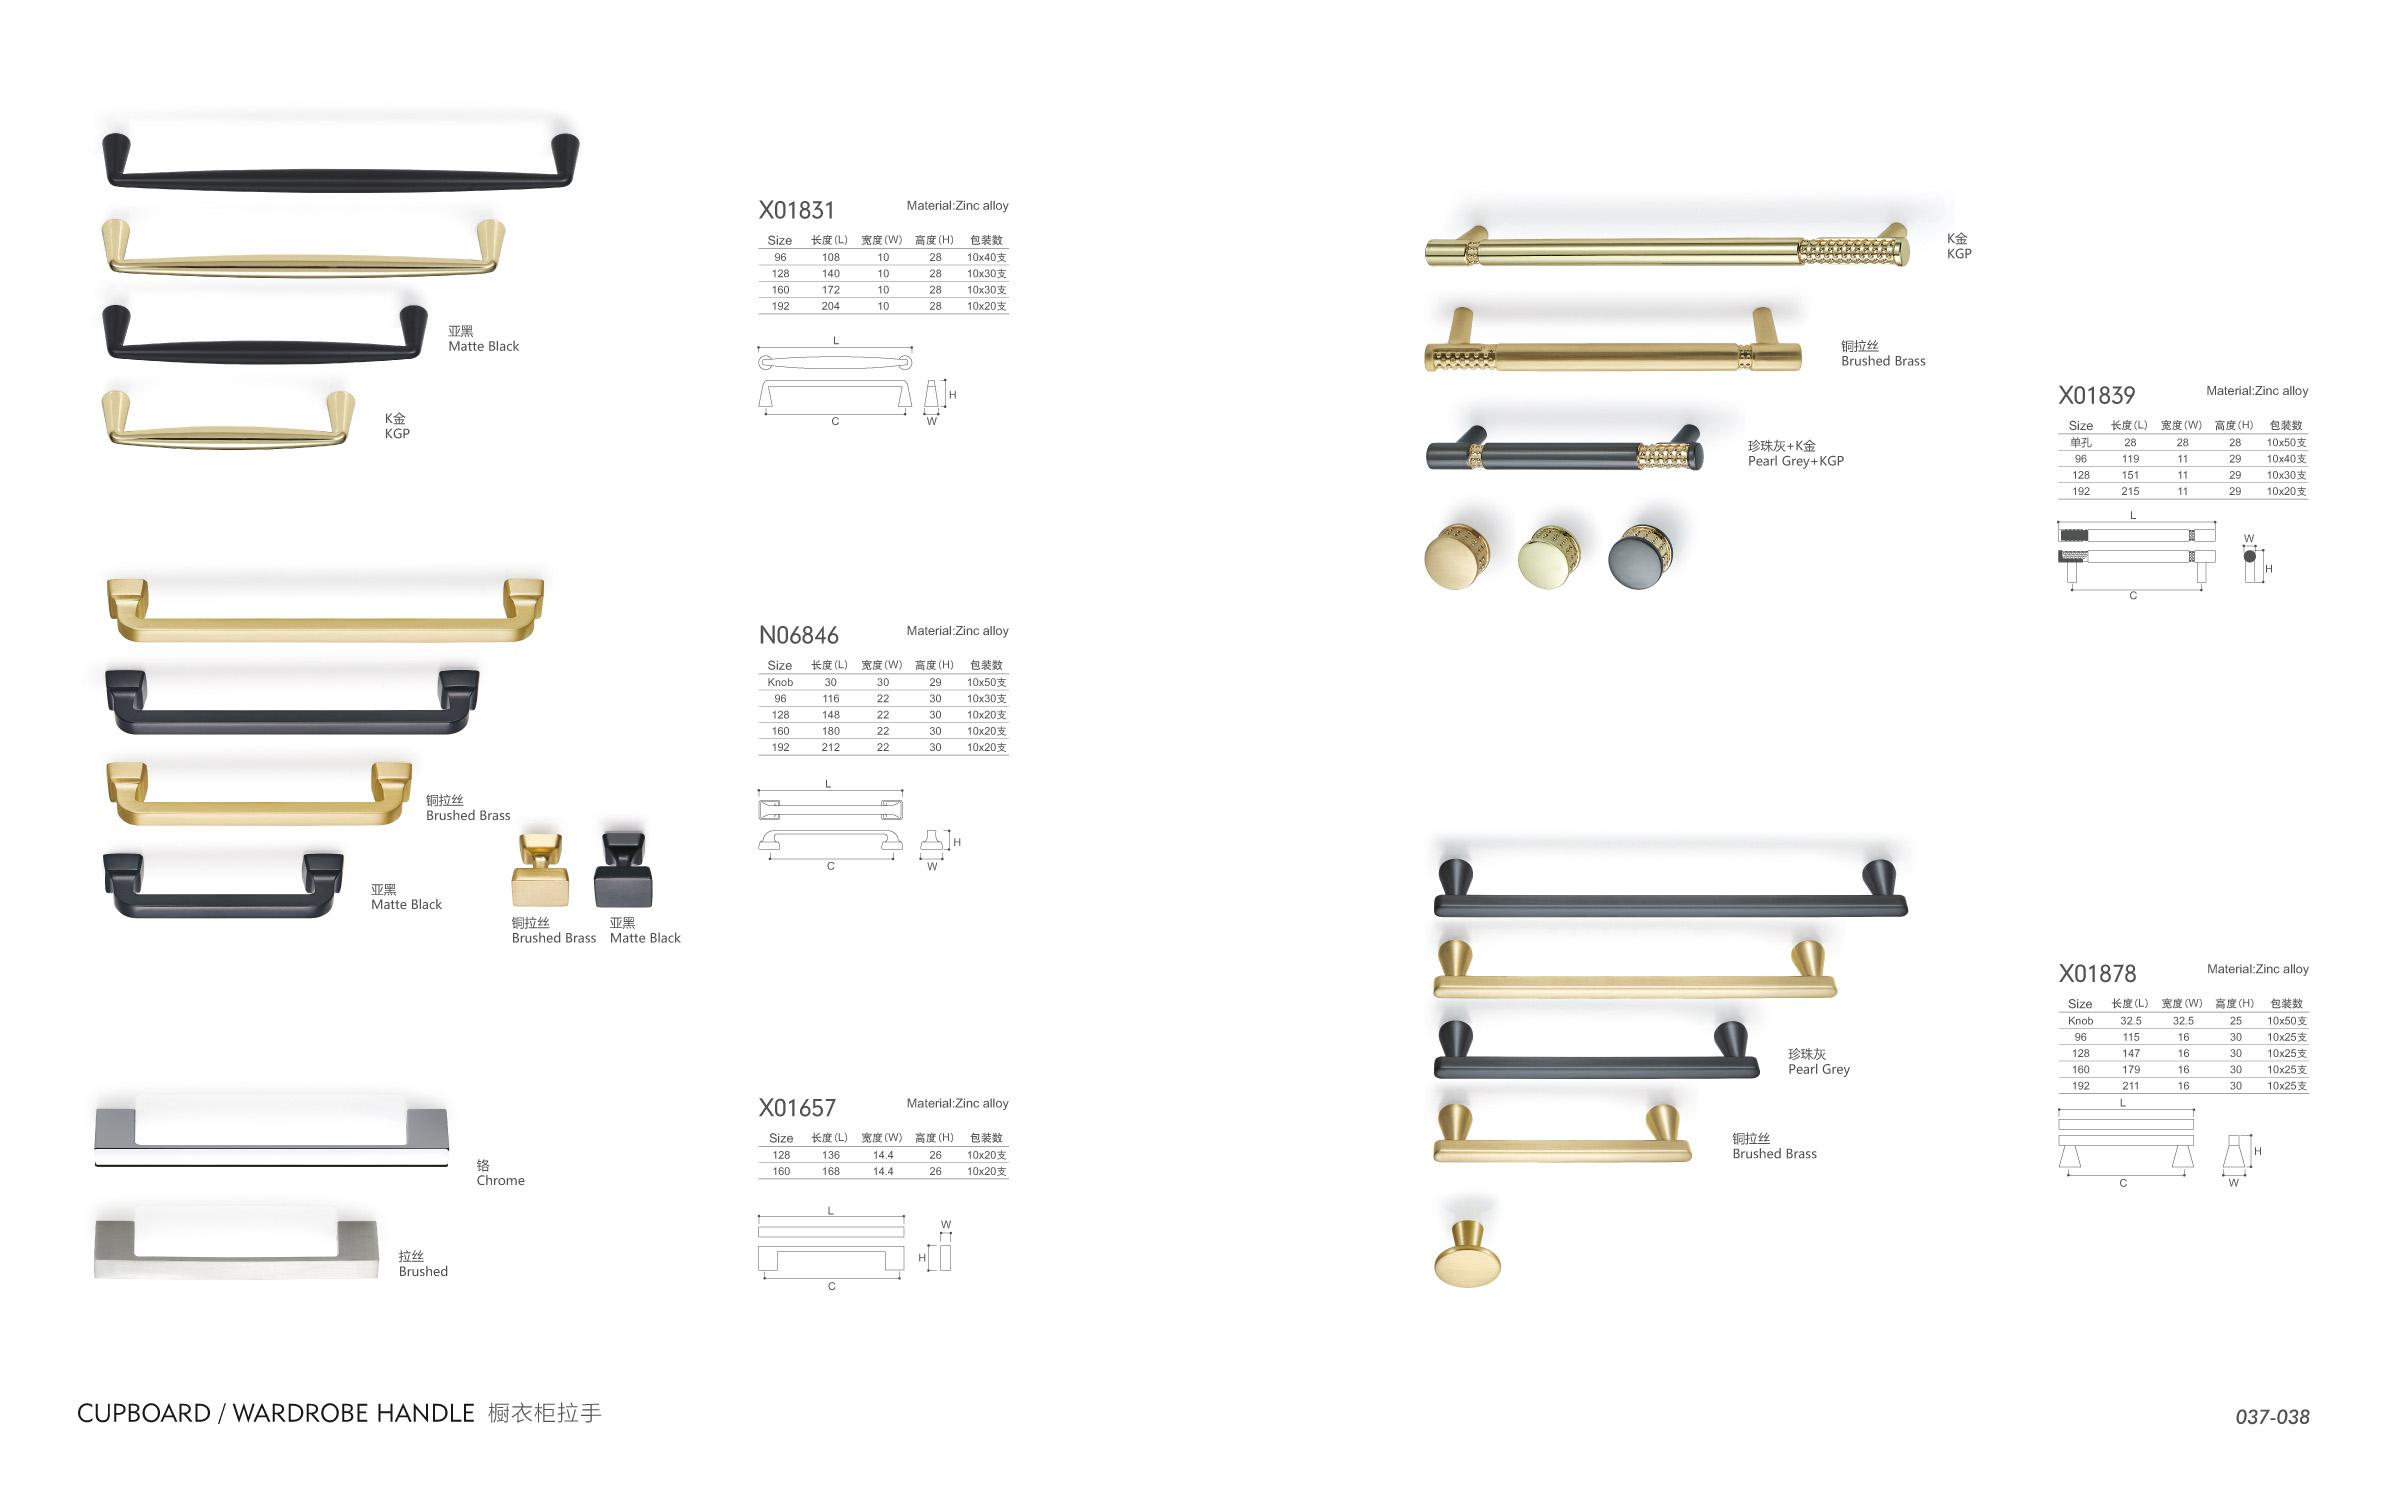 X01831 Material:Zinc alloy
Size 长度(L) 宽度(W) 高度(H) 包装数
96 108 10 28 10x40支
128 140 10 28 10x30支
160 172 10 28 10x30支
192 204 10 28 10x20支
L
H
C
W
亚黑
Matte Black
K金
KGP
N06846 Material:Zinc alloy
Size 长度(L) 宽度(W) 高度(H) 包装数
Knob 30 30 29 10x50支
96 116 22 30 10x30支
128 148 22 30 10x20支
160 180 22 30 10x20支
192 212 22 30 10x20支
L
H
C
W
铜拉丝
Brushed Brass
亚黑
Matte Black
铜拉丝
Brushed Brass
亚黑
Matte Black
X01657 Material:Zinc alloy
Size 长度(L) 宽度(W) 高度(H) 包装数
128 136 14.4 26 10x20支
160 168 14.4 26 10x20支
L
W
H
C
铬
Chrome
拉丝
Brushed
K金
KGP
铜拉丝
Brushed Brass
珍珠灰+K金
Pearl Grey+KGP
X01839 Material:Zinc alloy
Size 长度(L) 宽度(W) 高度(H) 包装数
单孔 28 28 28 10x50支
96 119 11 29 10x40支
128 151 11 29 10x30支
192 215 11 29 10x20支
L
W
H
C
X01878 Material:Zinc alloy
Size 长度(L) 宽度(W) 高度(H) 包装数
Knob 32.5 32.5 25 10x50支
96 115 16 30 10x25支
128 147 16 30 10x25支
160 179 16 30 10x25支
192 211 16 30 10x25支
L
H
C
W
珍珠灰
Pearl Grey
铜拉丝
Brushed Brass
CUPBOARD / WARDROBE HANDLE 橱衣柜拉手
037-038